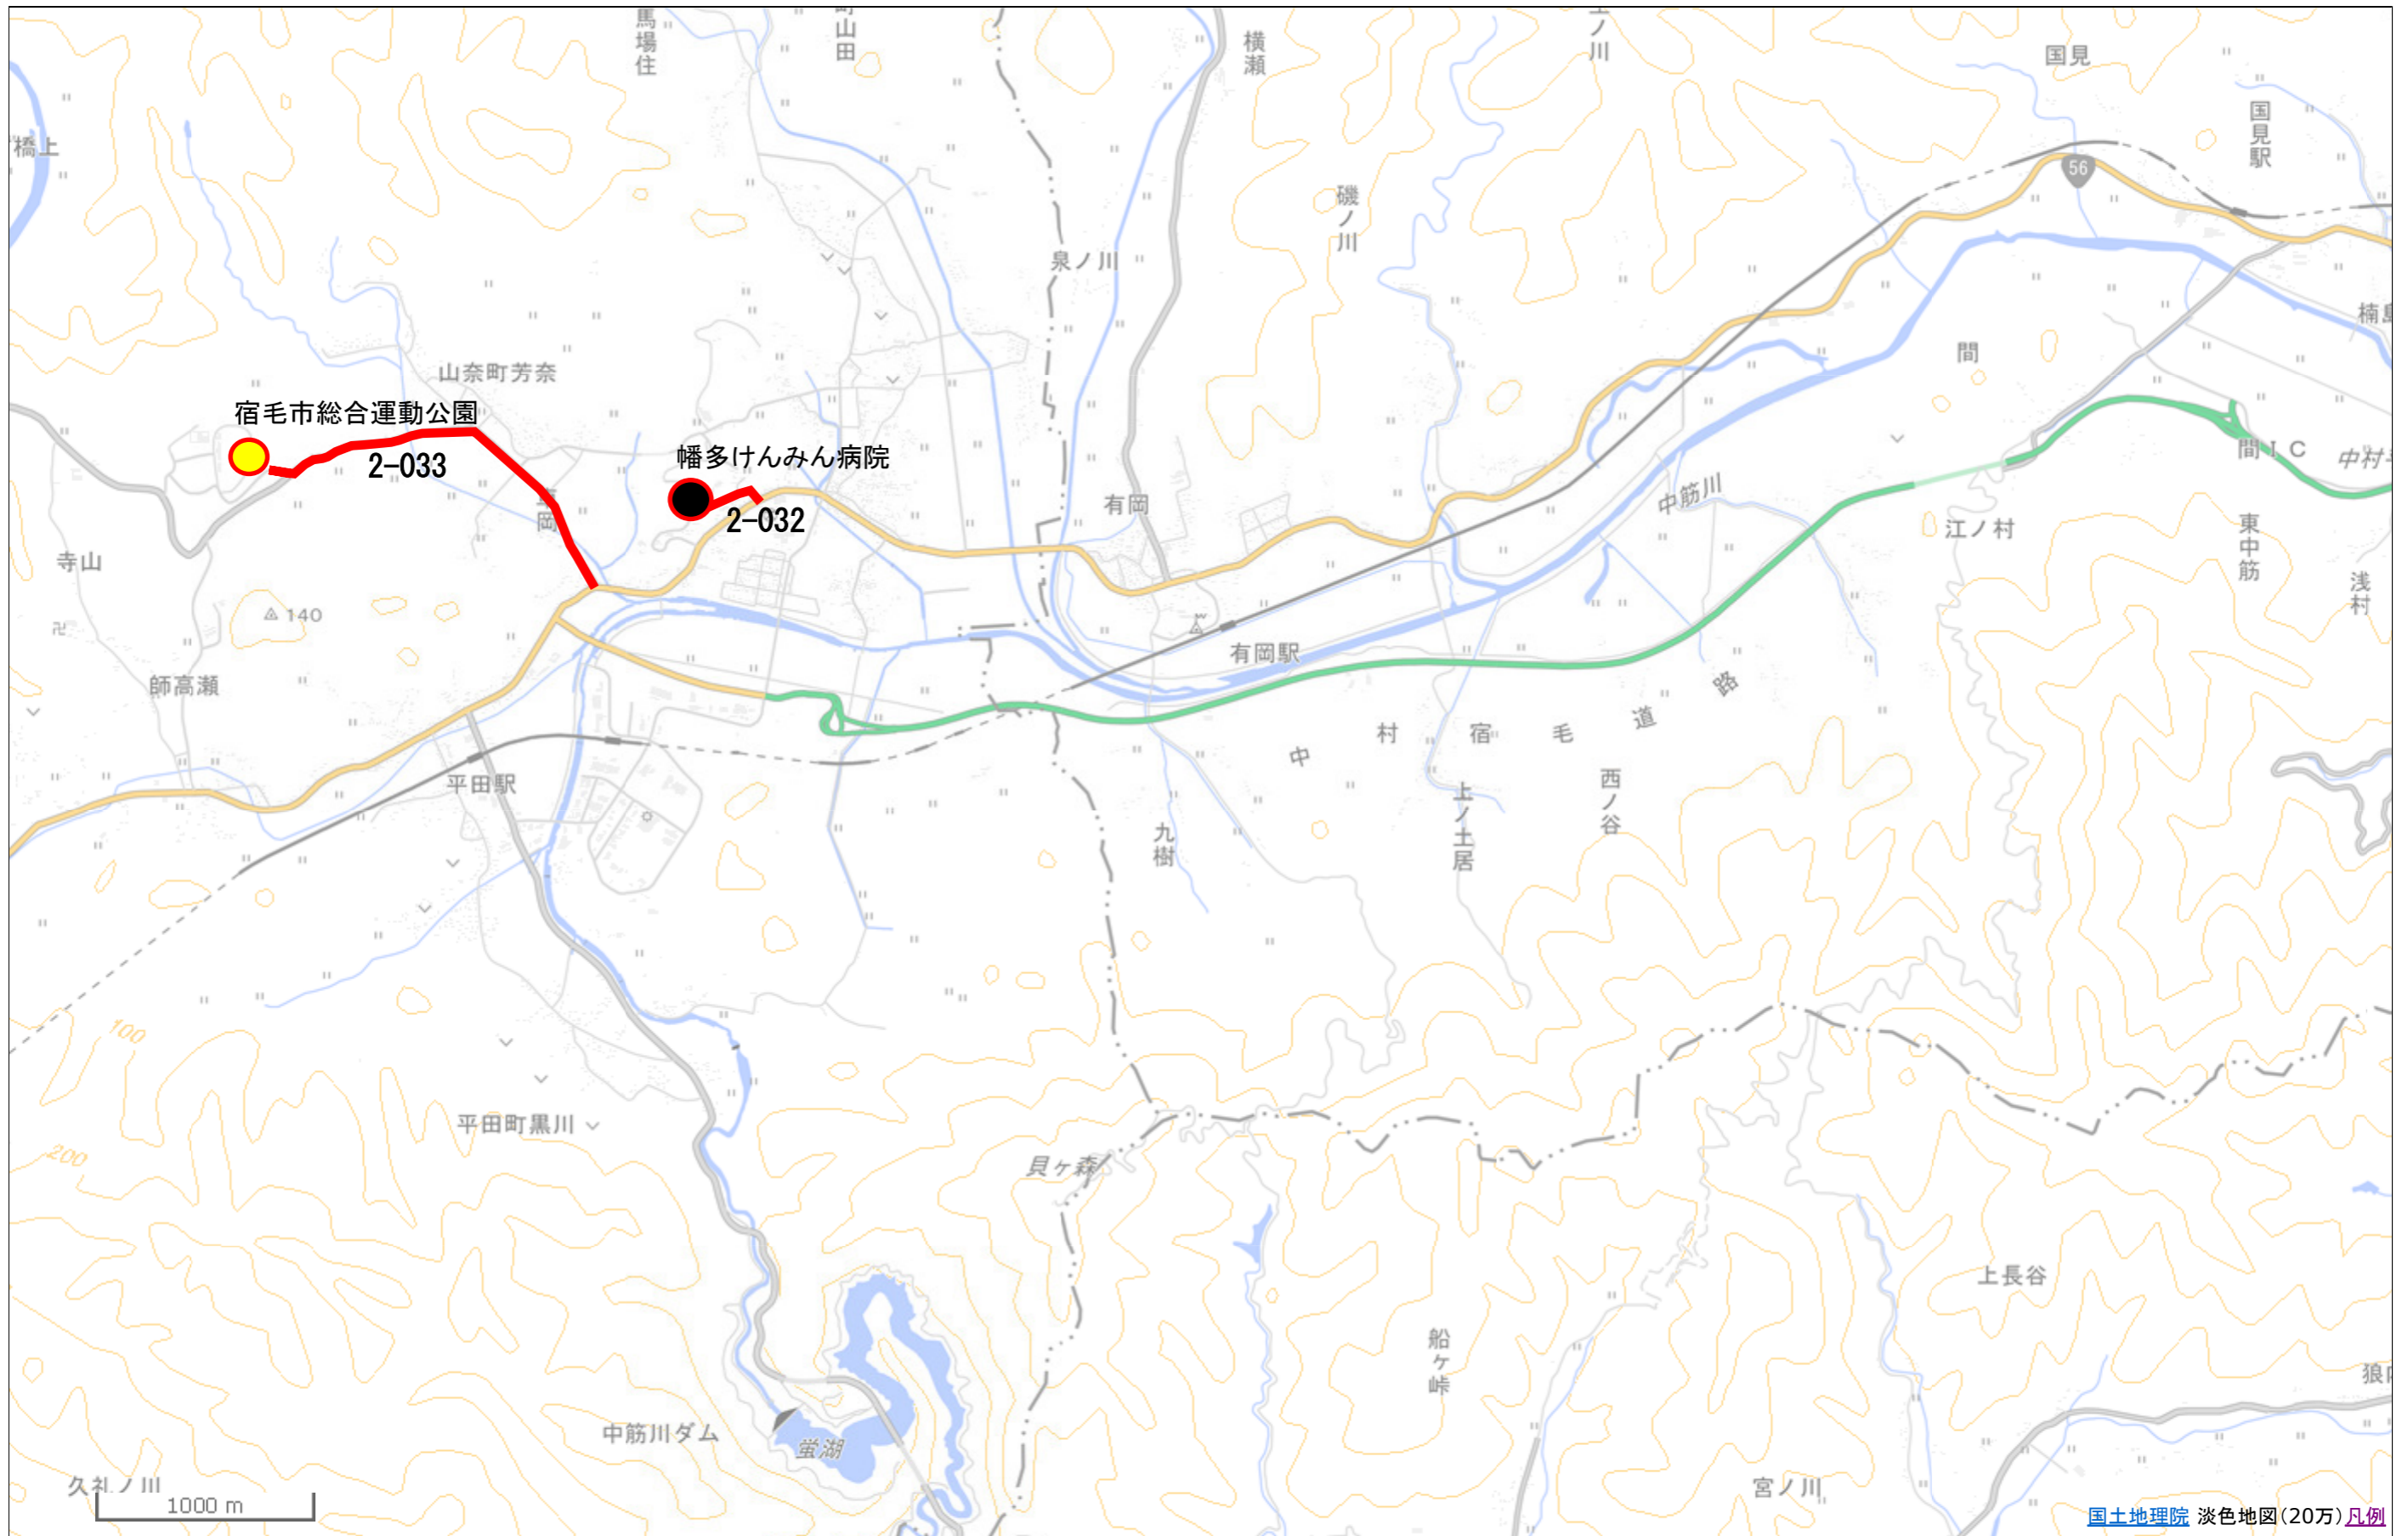 馬場住
山田
横瀬
国見
国見駅
橋上
56
磯ノ川
泉ノ川
間
山奈町芳奈
宿毛市総合運動公園
2-033
幡多けんみん病院
2-032
有岡
間IC
中筋川
江ノ村
東中筋
浅村
寺山
140
師高瀬
有岡駅
中村宿毛道路
平田駅
九樹
上ノ土居
西ノ谷
100
200
平田町黒川
貝ヶ森
上長谷
船ヶ峠
中筋川ダム
蛍湖
久礼ノ川
宮ノ川
1000 m
国土地理院 淡色地図(20万) 凡例